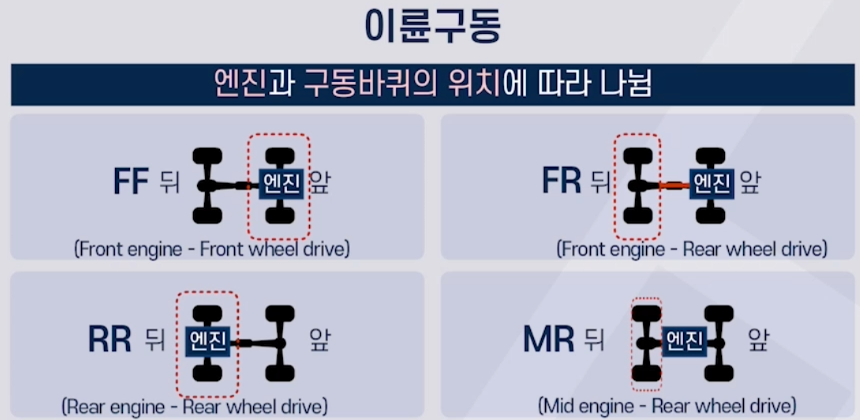 이륜구동
엔진과 구동바퀴의 위치에 따라 나뉨
FF 뒤 엔진 앞
(Front engine - Front wheel drive)
FR 뒤 엔진 앞
(Front engine - Rear wheel drive)
RR 뒤 엔진 앞
(Rear engine - Rear wheel drive)
MR 뒤 엔진 앞
(Mid engine - Rear wheel drive)